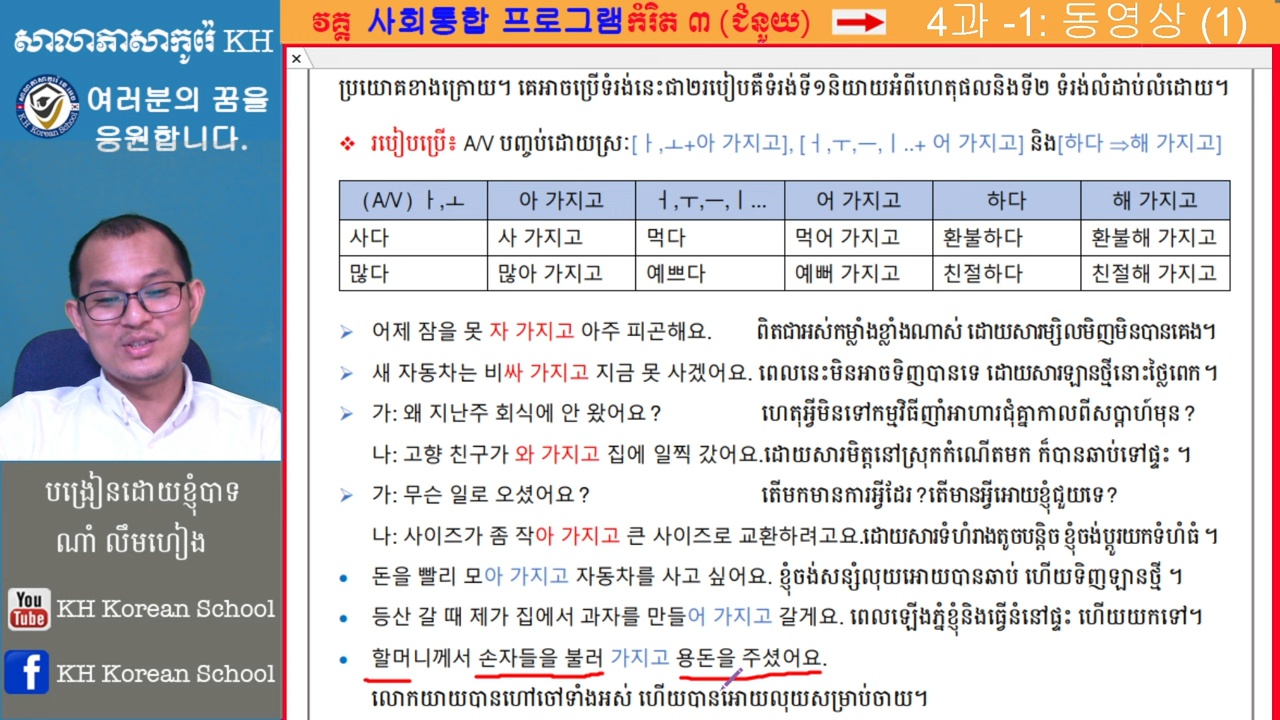 សាលាភាសាកូរ៉េ KH
여러분의 꿈을
응원합니다.
KH Korean School
បង្រៀនដោយខ្ញុំបាទ
ណាំ លឹមហៀង
You Tube KH Korean School
KH Korean School
វគ្គ 사회통합 프로그램កំរិត ៣ (ជំនួយ) 4과 -1: 동영상 (1)
ប្រយោគខាងក្រោយ។ គេអាចប្រើទំរង់នេះជា២របៀបគឺទំរង់ទី១និយាយអំពីហេតុផលនិងទី២ ទំរង់លំដាប់លំដោយ។
❖ របៀបប្រើ៖ A/V បញ្ចប់ដោយស្រៈ[ㅏ,ㅗ+아 가지고], [ㅓ,ㅜ,ㅡ,ㅣ..+ 어 가지고] និង[하다 ⇒해 가지고]
(A/V) ㅏ,ㅗ 아 가지고 ㅓ,ㅜ,ㅡ,ㅣ... 어 가지고 하다 해 가지고
사다 사 가지고 먹다 먹어 가지고 환불하다 환불해 가지고
많다 많아 가지고 예쁘다 예뻐 가지고 친절하다 친절해 가지고
➢ 어제 잠을 못 자 가지고 아주 피곤해요. ពិតជាអស់កម្លាំងខ្លាំងណាស់ ដោយសារម្សិលមិញមិនបានគេង។
➢ 새 자동차는 비싸 가지고 지금 못 사겠어요. ពេលនេះមិនអាចទិញបានទេ ដោយសារឡានថ្មីនោះថ្លៃពេក។
➢ 가: 왜 지난주 회식에 안 왔어요? ហេតុអ្វីមិនទៅកម្មវិធីញ៉ាំអាហារជុំគ្នាកាលពីសប្តាហ៍មុន?
나: 고향 친구가 와 가지고 집에 일찍 갔어요.ដោយសារមិត្តនៅស្រុកកំណើតមក ក៏បានឆាប់ទៅផ្ទះ ។
➢ 가: 무슨 일로 오셨어요? តើមកមានការអ្វីដែរ?តើមានអ្វីអោយខ្ញុំជួយទេ?
나: 사이즈가 좀 작아 가지고 큰 사이즈로 교환하려고요.ដោយសារទំហំរាងតូចបន្តិច ខ្ញុំចង់ប្តូរយកទំហំធំ ។
• 돈을 빨리 모아 가지고 자동차를 사고 싶어요. ខ្ញុំចង់សន្សំលុយអោយបានឆាប់ ហើយទិញឡានថ្មី ។
• 등산 갈 때 제가 집에서 과자를 만들어 가지고 갈게요. ពេលឡើងភ្នំខ្ញុំនិងធ្វើនំនៅផ្ទះ ហើយយកទៅ។
• 할머니께서 손자들을 불러 가지고 용돈을 주셨어요.
លោកយាយបានហៅចៅទាំងអស់ ហើយបានអោយលុយសម្រាប់ចាយ។